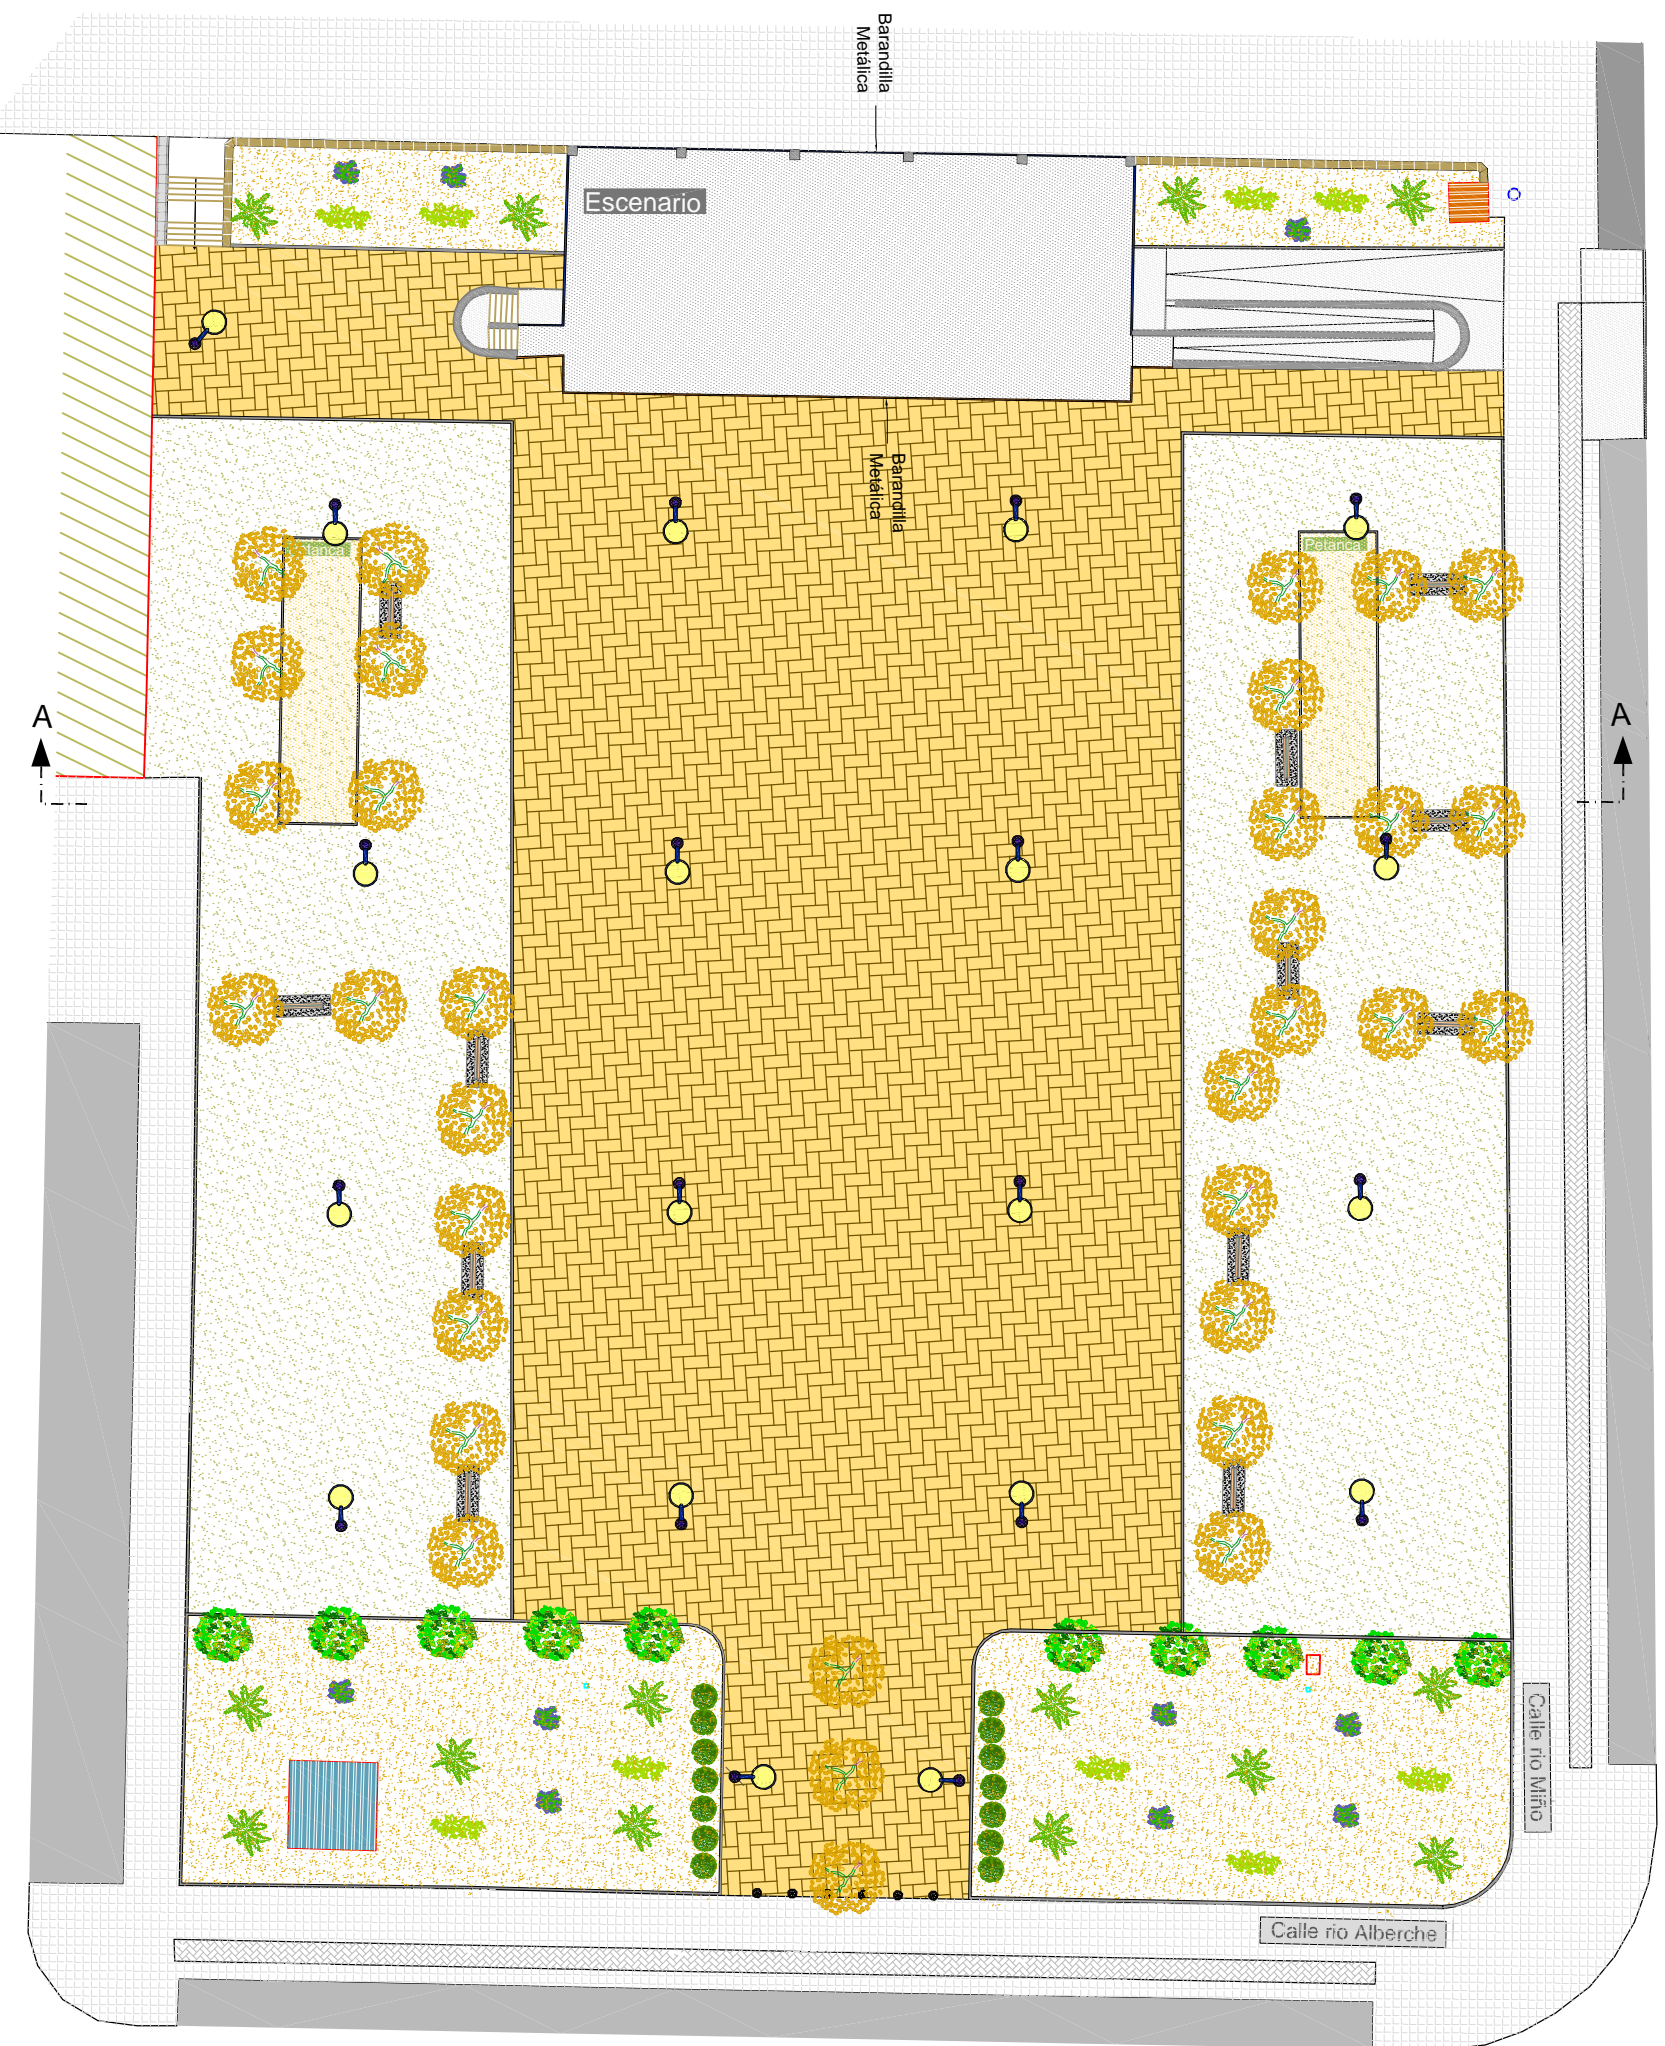 Barandilla
Metálica
Escenario
Barandilla
Metálica
Petanca
A
A
Calle rio Miño
Calle rio Alberche